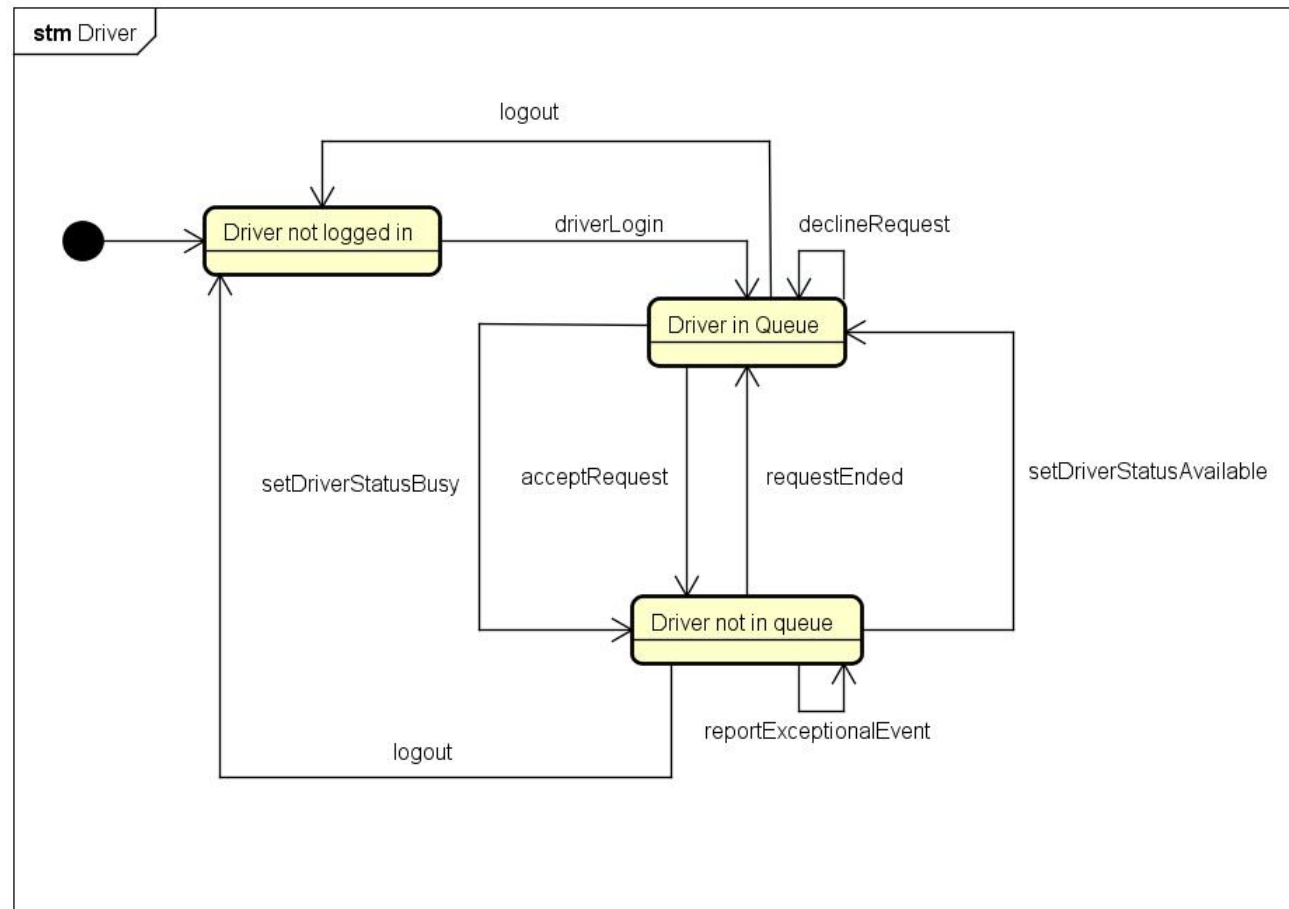 stm Driver
logout
Driver not logged in
driverLogin
declineRequest
Driver in Queue
setDriverStatusBusy
acceptRequest
requestEnded
setDriverStatusAvailable
Driver not in queue
reportExceptionalEvent
logout